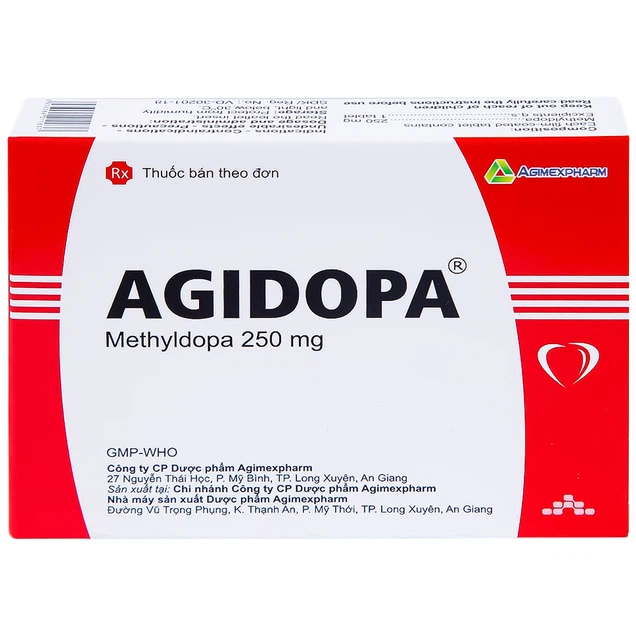 Composition:
Each film-coated tablet contains
Methyldopa.......................250 mg
Excipients q.s...................1 tablet
Keep out of reach of children
Read carefully the instructions before use
Indications - Contraindications -
Undesirable effects - Precautions -
Dosage and administration:
Read the leaflet insert
Storage: Protect from humidity
and light, below 30°C.
SĐK/ Reg. No.: VD-30201-18
Rx Thuốc bán theo đơn
AGIMEXPHARM
AGIDOPA®
Methyldopa 250 mg
GMP-WHO
Công ty CP Dược phẩm Agimexpharm
27 Nguyễn Thái Học, P. Mỹ Bình, TP. Long Xuyên, An Giang
Sản xuất tại: Chi nhánh Công ty CP Dược phẩm Agimexpharm
Nhà máy sản xuất Dược phẩm Agimexpharm
Đường Vũ Trọng Phụng, K. Thạnh An, P. Mỹ Thới, TP. Long Xuyên, An Giang